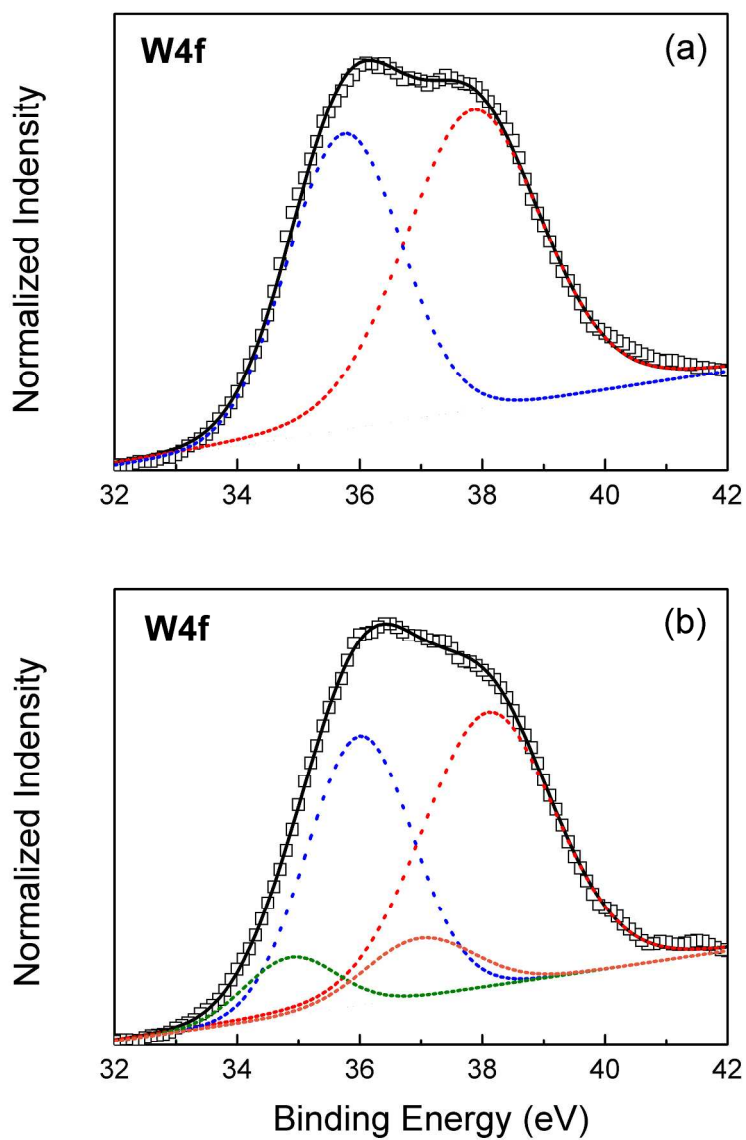 W4f
(a)
Normalized Indensity
32 34 36 38 40 42
W4f
(b)
Normalized Indensity
32 34 36 38 40 42
Binding Energy (eV)